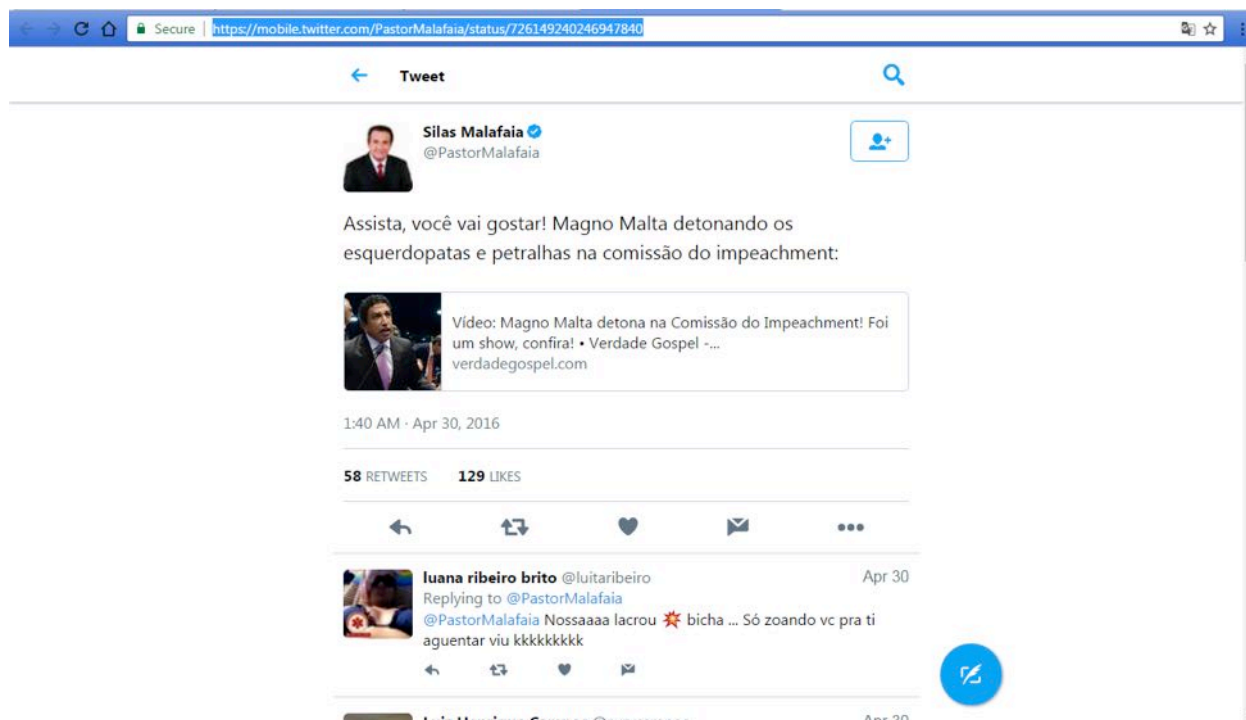 Secure | https://mobile.twitter.com/PastorMalafaia/status/726149240246947840
Tweet
Silas Malafaia
@PastorMalafaia
Assista, você vai gostar! Magno Malta detonando os
esquerdopatas e petralhas na comissão do impeachment:
Vídeo: Magno Malta detona na Comissão do Impeachment! Foi
um show, confira! • Verdade Gospel -...
verdadegospel.com
1:40 AM · Apr 30, 2016
58 RETWEETS 129 LIKES
luana ribeiro brito @luitaribeiro Apr 30
Replying to @PastorMalafaia
@PastorMalafaia Nossaaaa lacrou 💥 bicha ... Só zoando vc pra ti
aguentar viu kkkkkkkkk
Apr 30